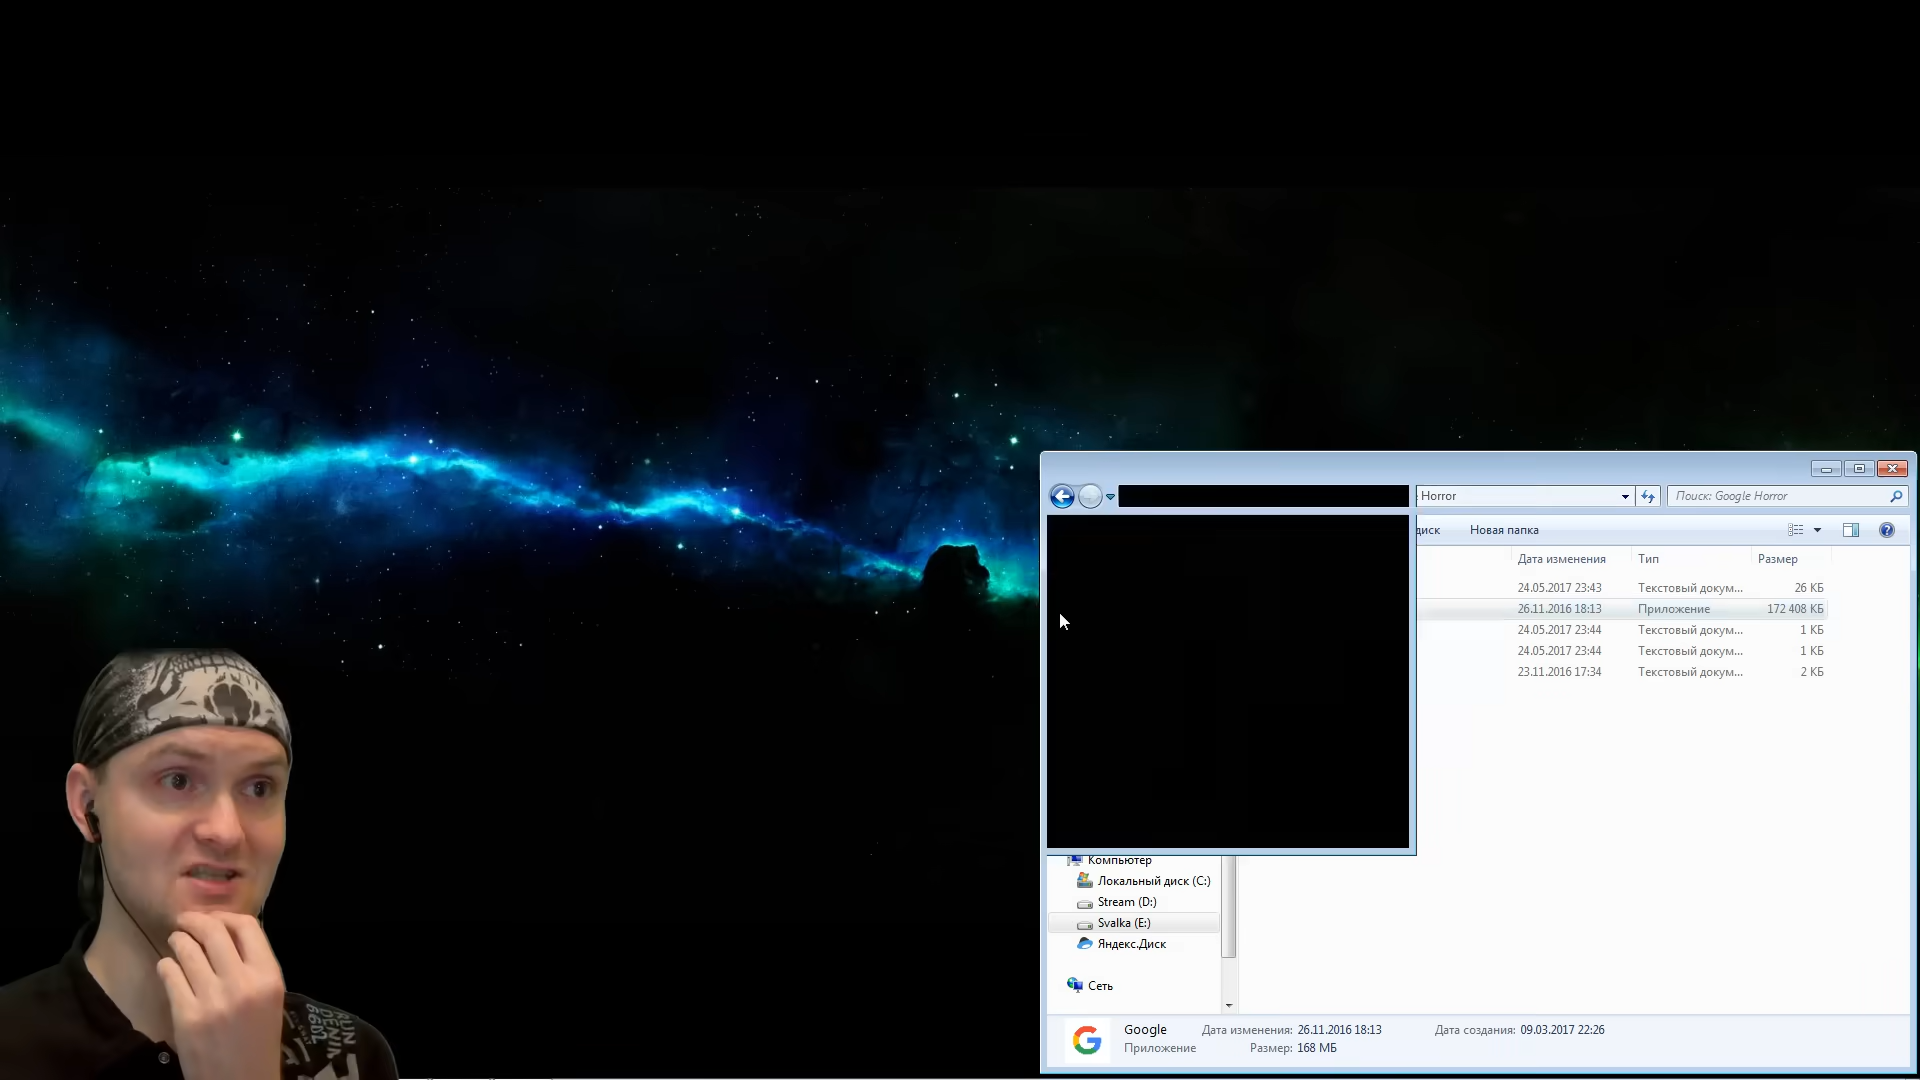 Horror
Поиск: Google Horror
диск Новая папка
Дата изменения Тип Размер
24.05.2017 23:43 Текстовый докум... 26 КБ
26.11.2016 18:13 Приложение 172 408 КБ
24.05.2017 23:44 Текстовый докум... 1 КБ
24.05.2017 23:44 Текстовый докум... 1 КБ
23.11.2016 17:34 Текстовый докум... 2 КБ
Компьютер
Локальный диск (C:)
Stream (D:)
Svalka (E:)
Яндекс.Диск
Сеть
Google Дата изменения: 26.11.2016 18:13 Дата создания: 09.03.2017 22:26
Приложение Размер: 168 МБ